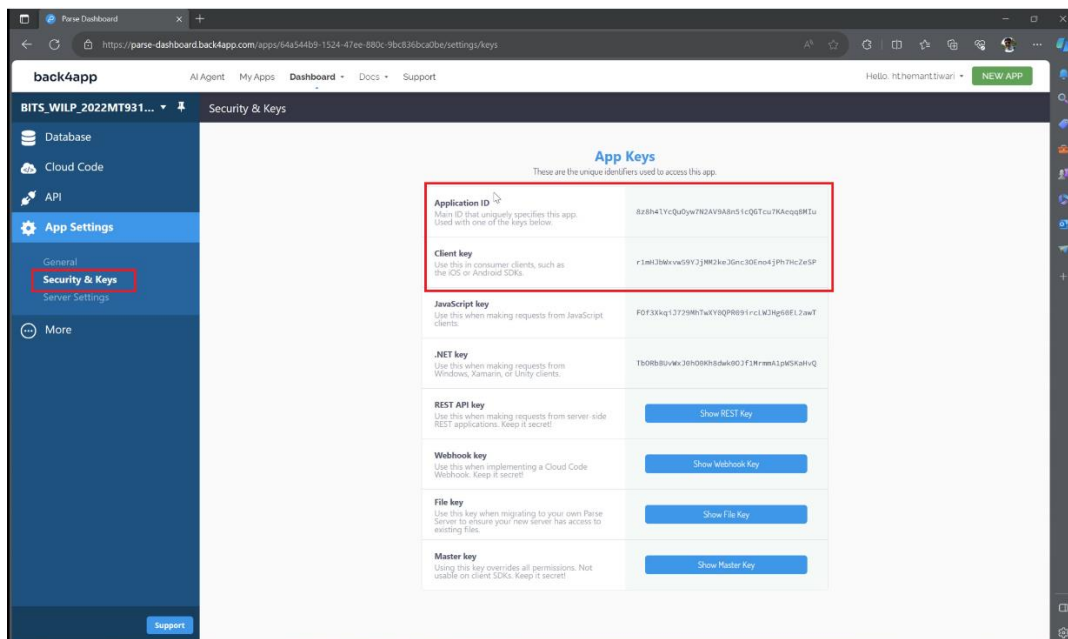 Parse Dashboard
https://parse-dashboard.back4app.com/apps/64a544b9-1524-47ee-880c-9bc836bca0be/settings/keys
back4app
AI Agent My Apps Dashboard Docs Support
Hello, ht.hemant.tiwari
NEW APP
BITS_WILP_2022MT931...
Security & Keys
Database
Cloud Code
API
App Settings
General
Security & Keys
Server Settings
More
Support
App Keys
These are the unique identifiers used to access this app.
Application ID
Main ID that uniquely specifies this app.
Used with one of the keys below.
Client key
Use this in consumer clients, such as
the iOS or Android SDKs.
JavaScript key
Use this when making requests from JavaScript
clients.
.NET key
Use this when making requests from
Windows, Xamarin, or Unity clients.
REST API key
Use this when making requests from server-side
REST applications. Keep it secret!
Show REST Key
Webhook key
Use this when implementing a Cloud Code
Webhook. Keep it secret!
Show Webhook Key
File key
Use this key when migrating to your own Parse
Server to ensure your new server has access to
existing files.
Show File Key
Master key
Using this key overrides all permissions. Not
usable on client SDKs. Keep it secret!
Show Master Key